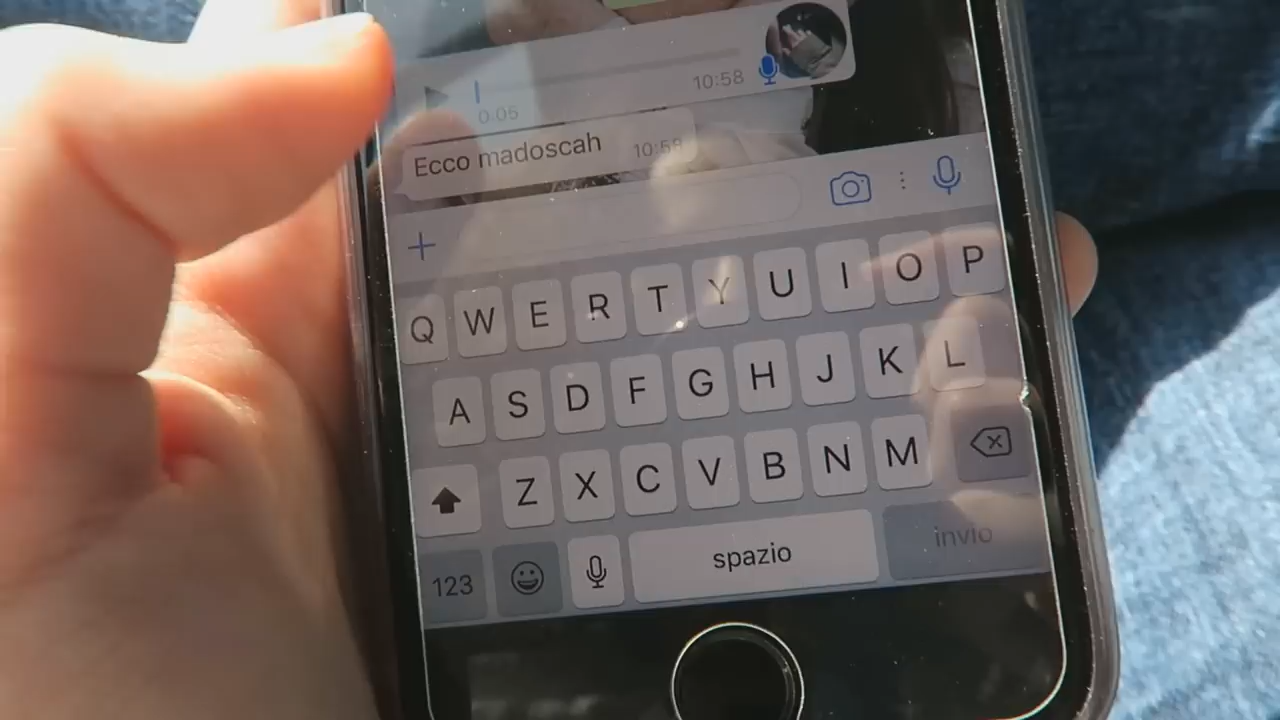 10:58
0:05
Ecco madoscah 10:58
Q W E R T Y U I O P
A S D F G H J K L
Z X C V B N M
123 spazio invio